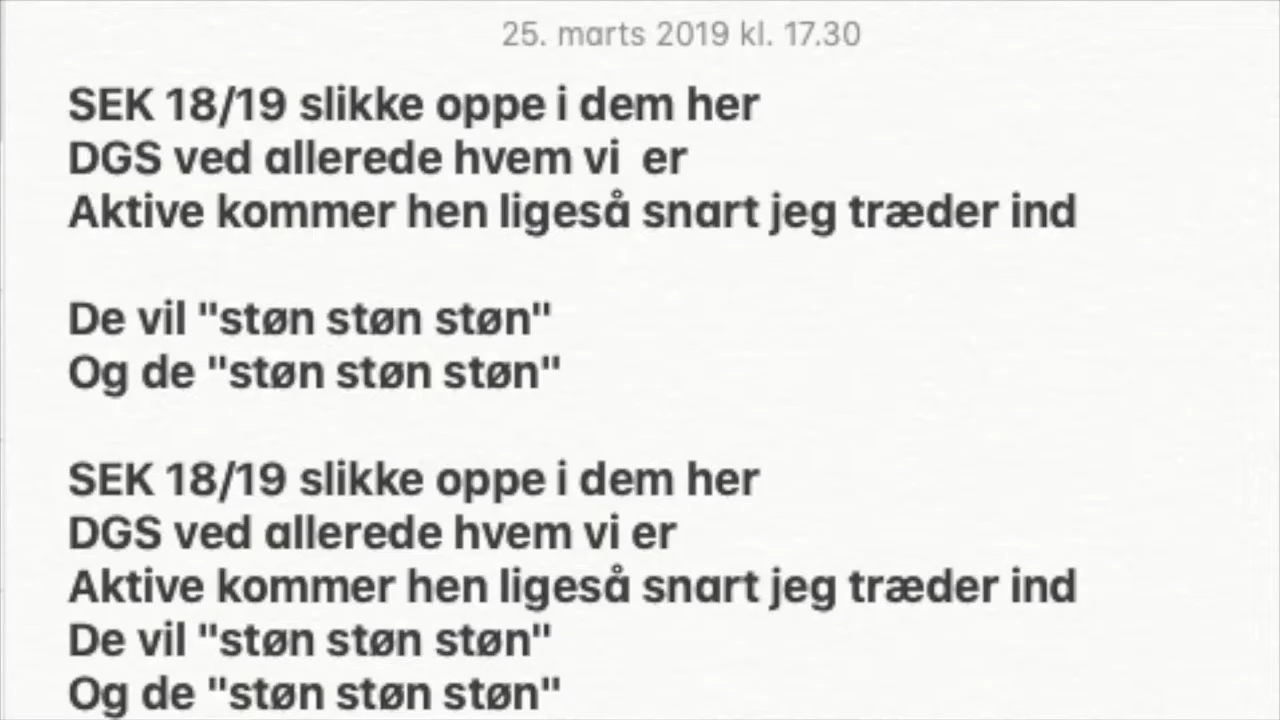 25. marts 2019 kl. 17.30
SEK 18/19 slikke oppe i dem her
DGS ved allerede hvem vi  er
Aktive kommer hen ligeså snart jeg træder ind
De vil "støn støn støn"
Og de "støn støn støn"
SEK 18/19 slikke oppe i dem her
DGS ved allerede hvem vi er
Aktive kommer hen ligeså snart jeg træder ind
De vil "støn støn støn"
Og de "støn støn støn"